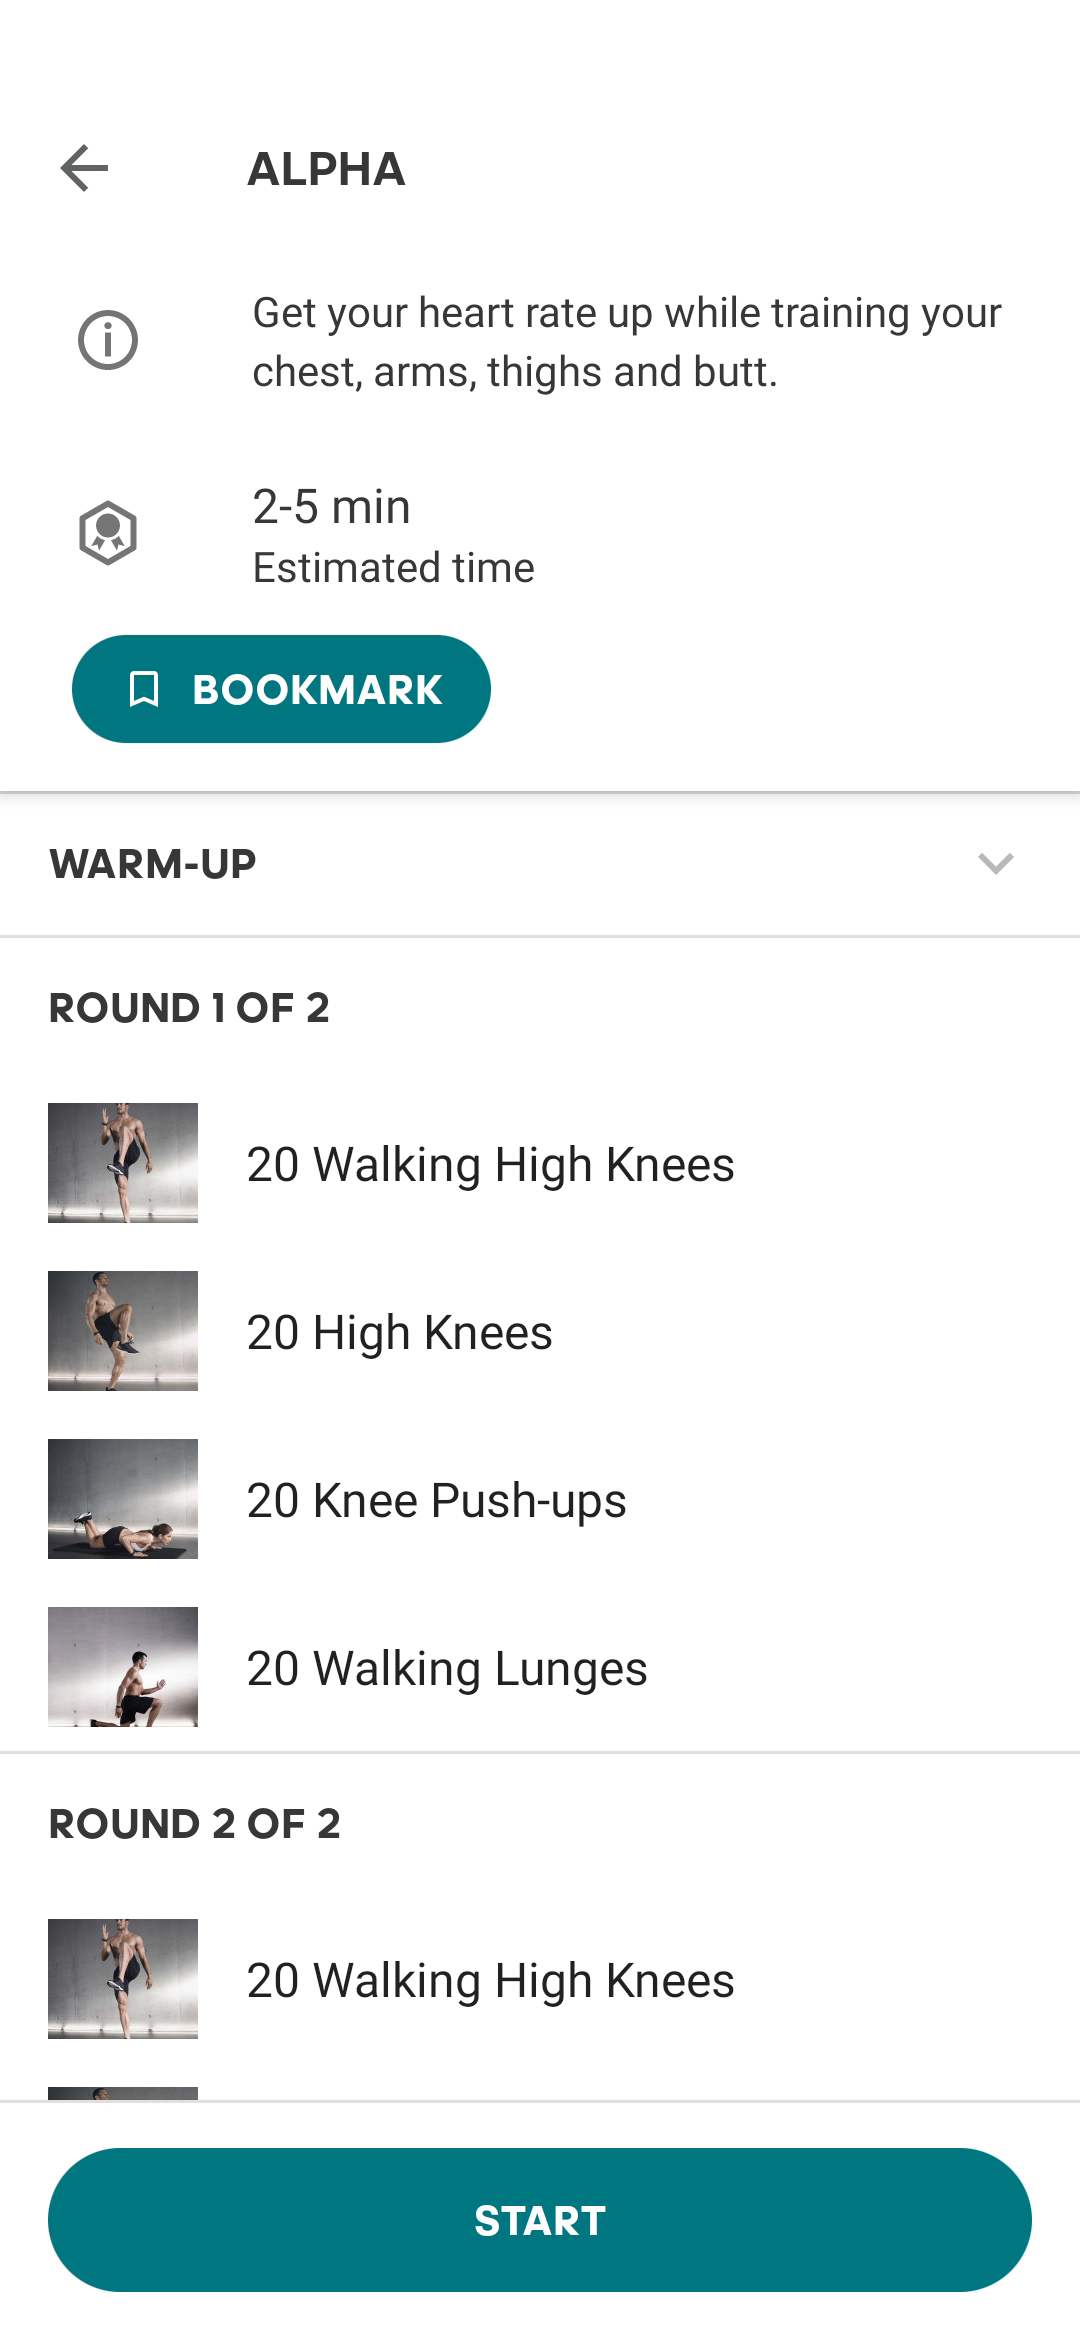 ALPHA
Get your heart rate up while training your
chest, arms, thighs and butt.
2-5 min
Estimated time
BOOKMARK
WARM-UP
ROUND 1 OF 2
20 Walking High Knees
20 High Knees
20 Knee Push-ups
20 Walking Lunges
ROUND 2 OF 2
20 Walking High Knees
START